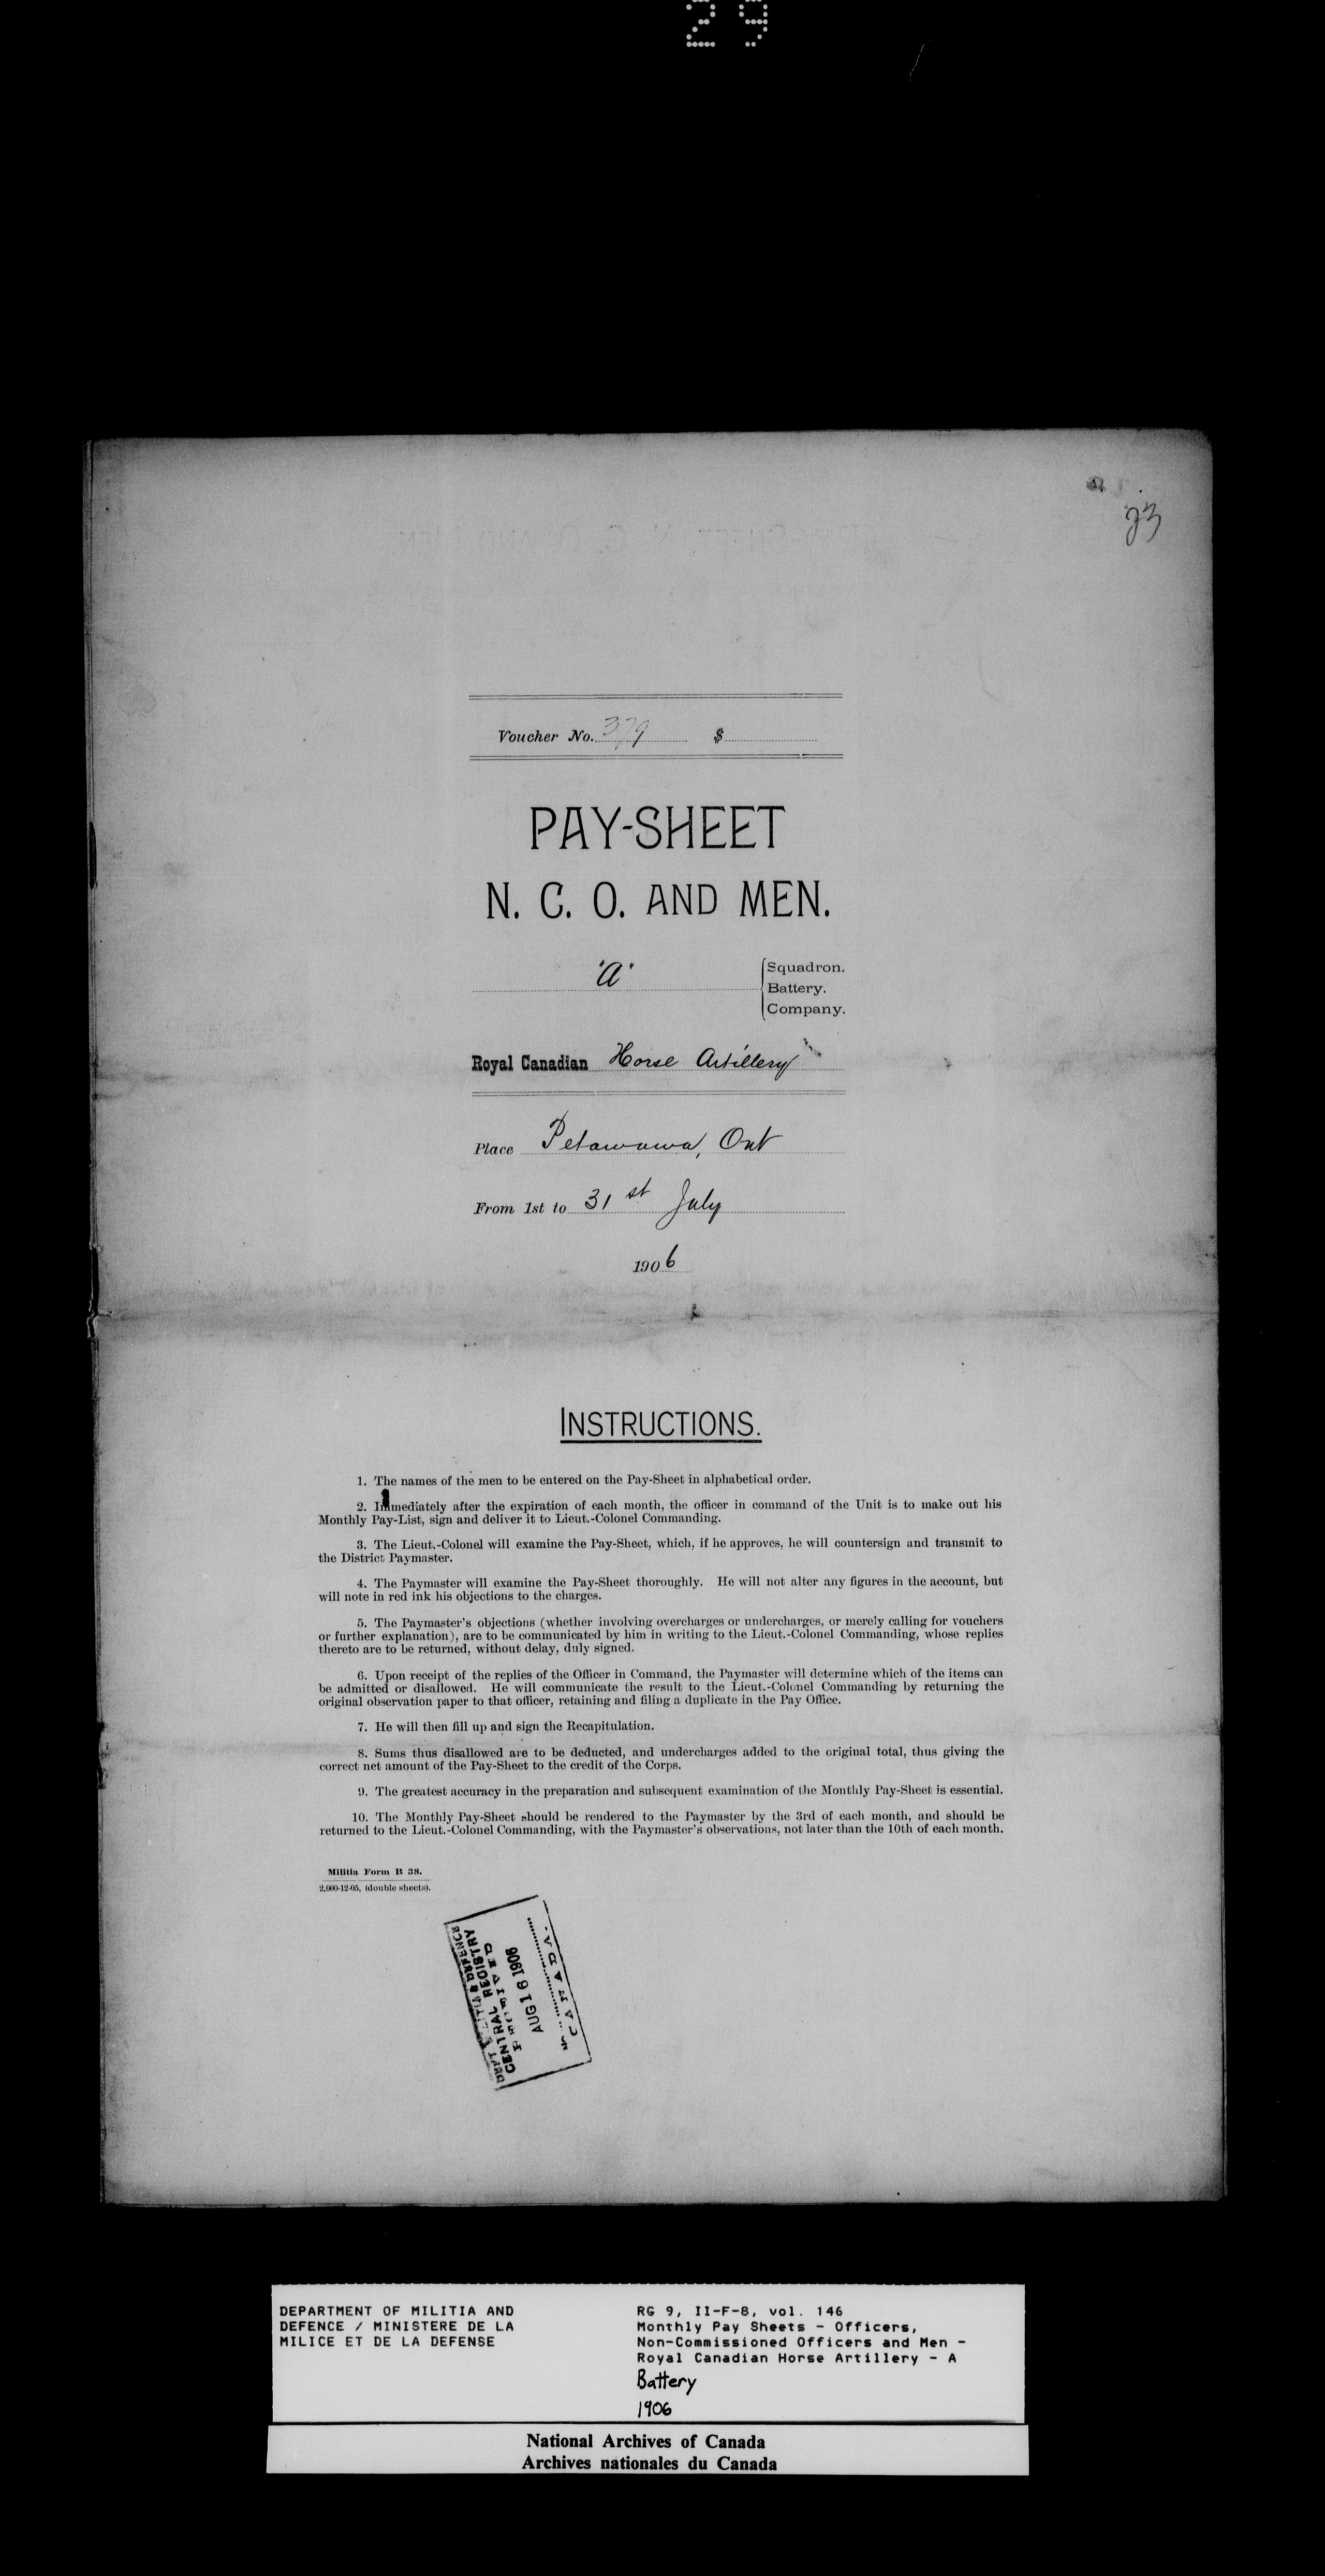 29
33
Voucher No. 379 $
PAY-SHEET
N. C. O. AND MEN.
"A"
Squadron.
Battery.
Company.
Royal Canadian Horse Artillery
Place Petawawa, Ont
From 1st to 31st July
1906
INSTRUCTIONS.
1. The names of the men to be entered on the Pay-Sheet in alphabetical order.
2. Immediately after the expiration of each month, the officer in command of the Unit is to make out his
Monthly Pay-List, sign and deliver it to Lieut.-Colonel Commanding.
3. The Lieut.-Colonel will examine the Pay-Sheet, which, if he approves, he will countersign and transmit to
the District Paymaster.
4. The Paymaster will examine the Pay-Sheet thoroughly. He will not alter any figures in the account, but
will note in red ink his objections to the charges.
5. The Paymaster's objections (whether involving overcharges or undercharges, or merely calling for vouchers
or further explanation), are to be communicated by him in writing to the Lieut.-Colonel Commanding, whose replies
thereto are to be returned, without delay, duly signed.
6. Upon receipt of the replies of the Officer in Command, the Paymaster will determine which of the items can
be admitted or disallowed. He will communicate the result to the Lieut.-Colonel Commanding by returning the
original observation paper to that officer, retaining and filing a duplicate in the Pay Office.
7. He will then fill up and sign the Recapitulation.
8. Sums thus disallowed are to be deducted, and undercharges added to the original total, thus giving the
correct net amount of the Pay-Sheet to the credit of the Corps.
9. The greatest accuracy in the preparation and subsequent examination of the Monthly Pay-Sheet is essential.
10. The Monthly Pay-Sheet should be rendered to the Paymaster by the 3rd of each month, and should be
returned to the Lieut.-Colonel Commanding, with the Paymaster's observations, not later than the 10th of each month.
Militia Form B 38.
2,000-12-05, (double sheets).
DEPT MILITIA & DEFENCE
CENTRAL REGISTRY
RECEIVED
AUG 16 1906
No.
CANADA.
DEPARTMENT OF MILITIA AND
DEFENCE / MINISTERE DE LA
MILICE ET DE LA DEFENSE
RG 9, II-F-8, vol. 146
Monthly Pay Sheets - Officers,
Non-Commissioned Officers and Men -
Royal Canadian Horse Artillery - A
Battery
1906
National Archives of Canada
Archives nationales du Canada